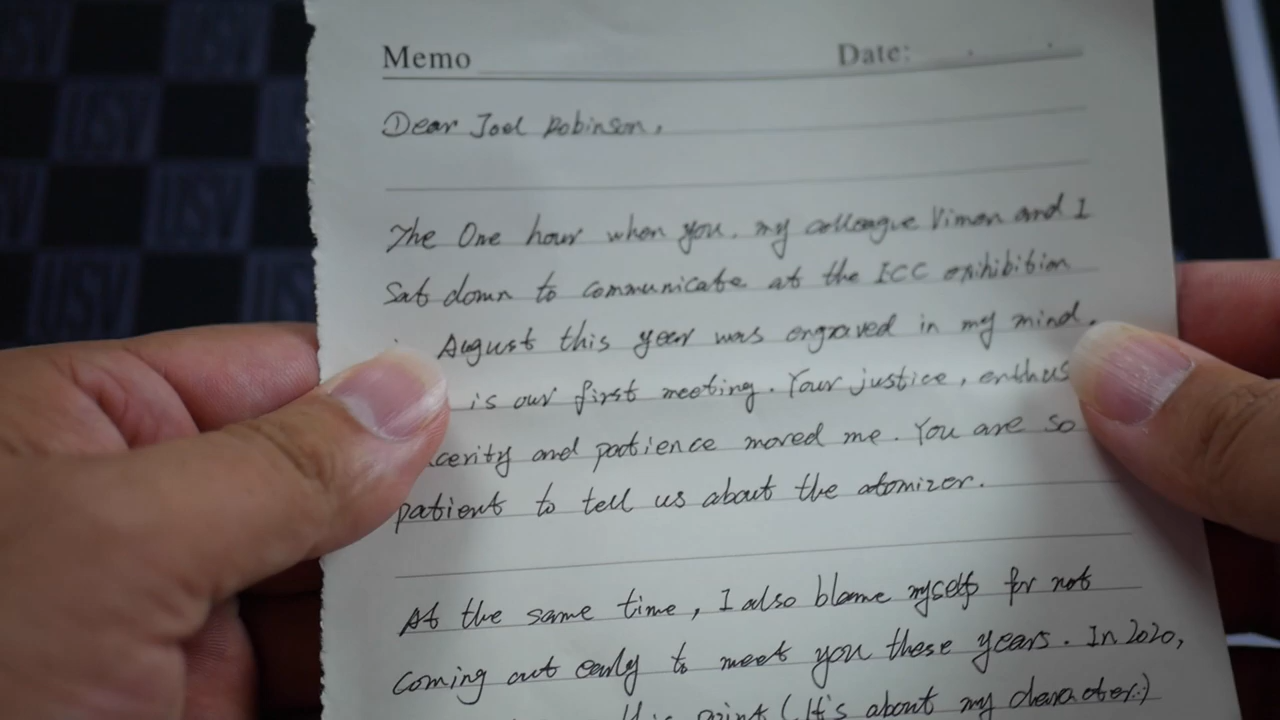 Memo Date:
Dear Joel Robinson,
The One hour when you. my colleague Vimon and I
Sat down to communicate at the ICC exihibition
August this year was engraved in my mind.
is our first meeting. Your justice, enthus
cerity and patience moved me. You are so
patient to tell us about the atomizer.
At the same time, I also blame myself for not
coming out early to meet you these years. In 2020,
this point (It's about my character.)